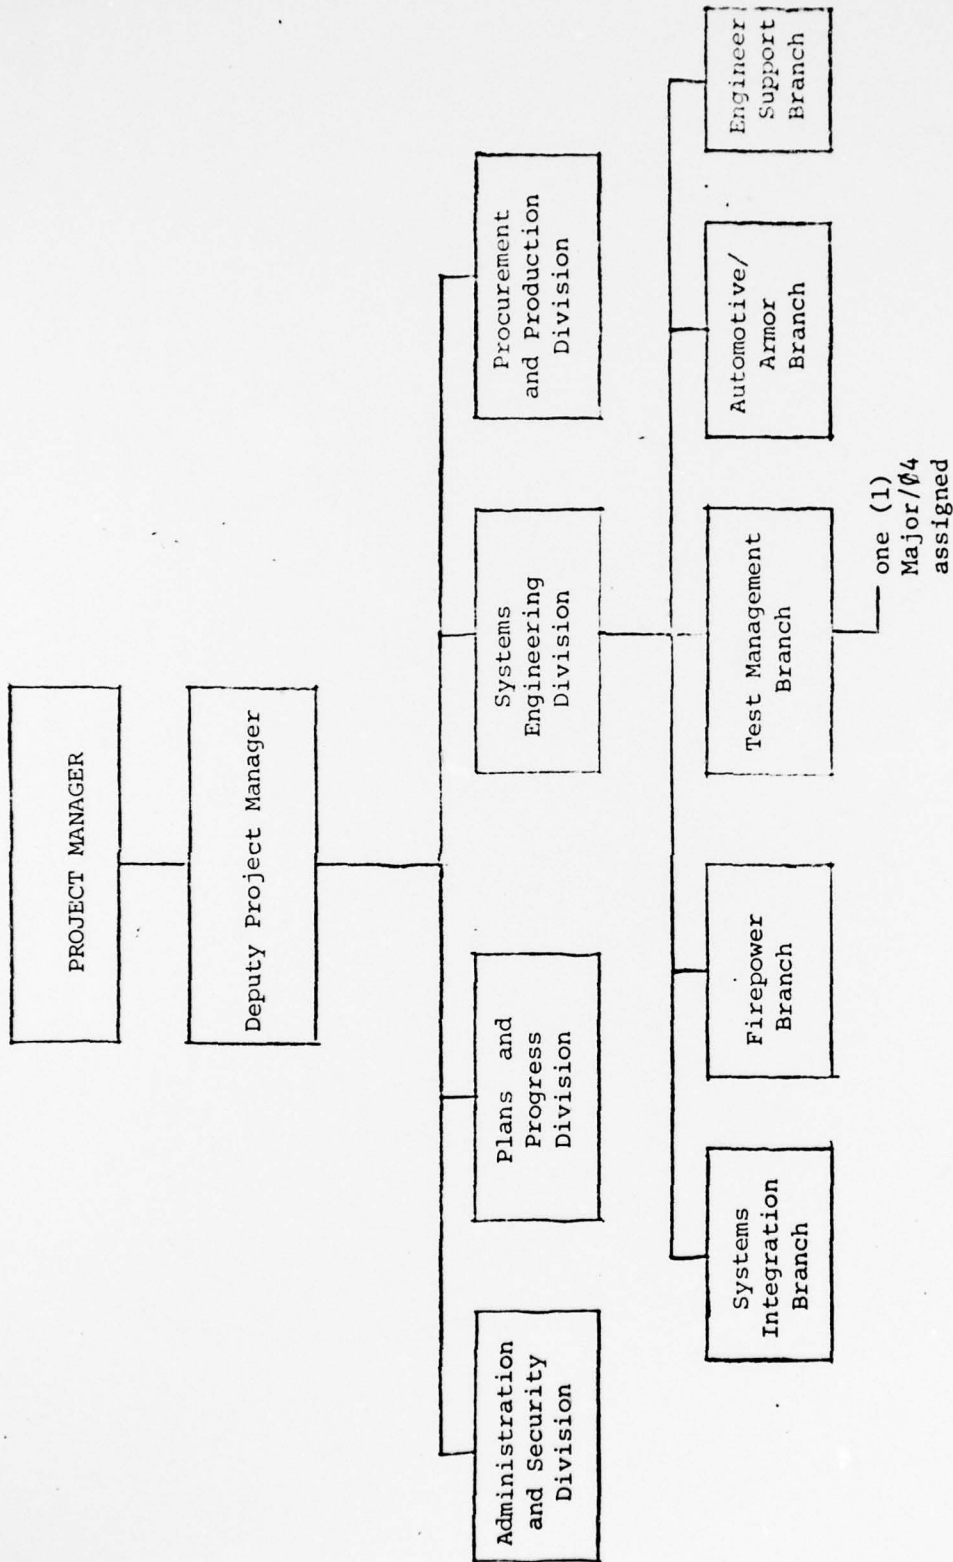 PROJECT MANAGER
Deputy Project Manager
Administration
and Security
Division
Plans and
Progress
Division
Systems
Engineering
Division
Procurement
and Production
Division
Systems
Integration
Branch
Firepower
Branch
Test Management
Branch
Automotive/
Armor
Branch
Engineer
Support
Branch
one (1)
Major/Ø4
assigned